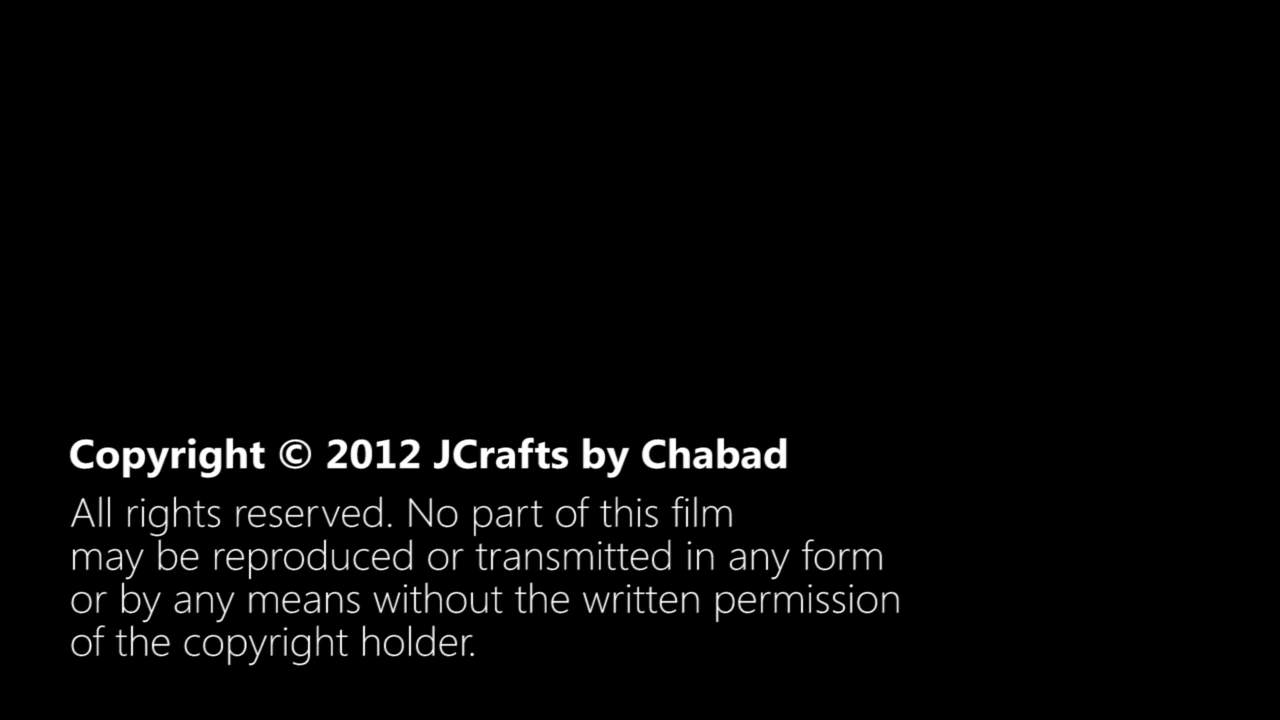 Copyright © 2012 JCrafts by Chabad
All rights reserved. No part of this film
may be reproduced or transmitted in any form
or by any means without the written permission
of the copyright holder.